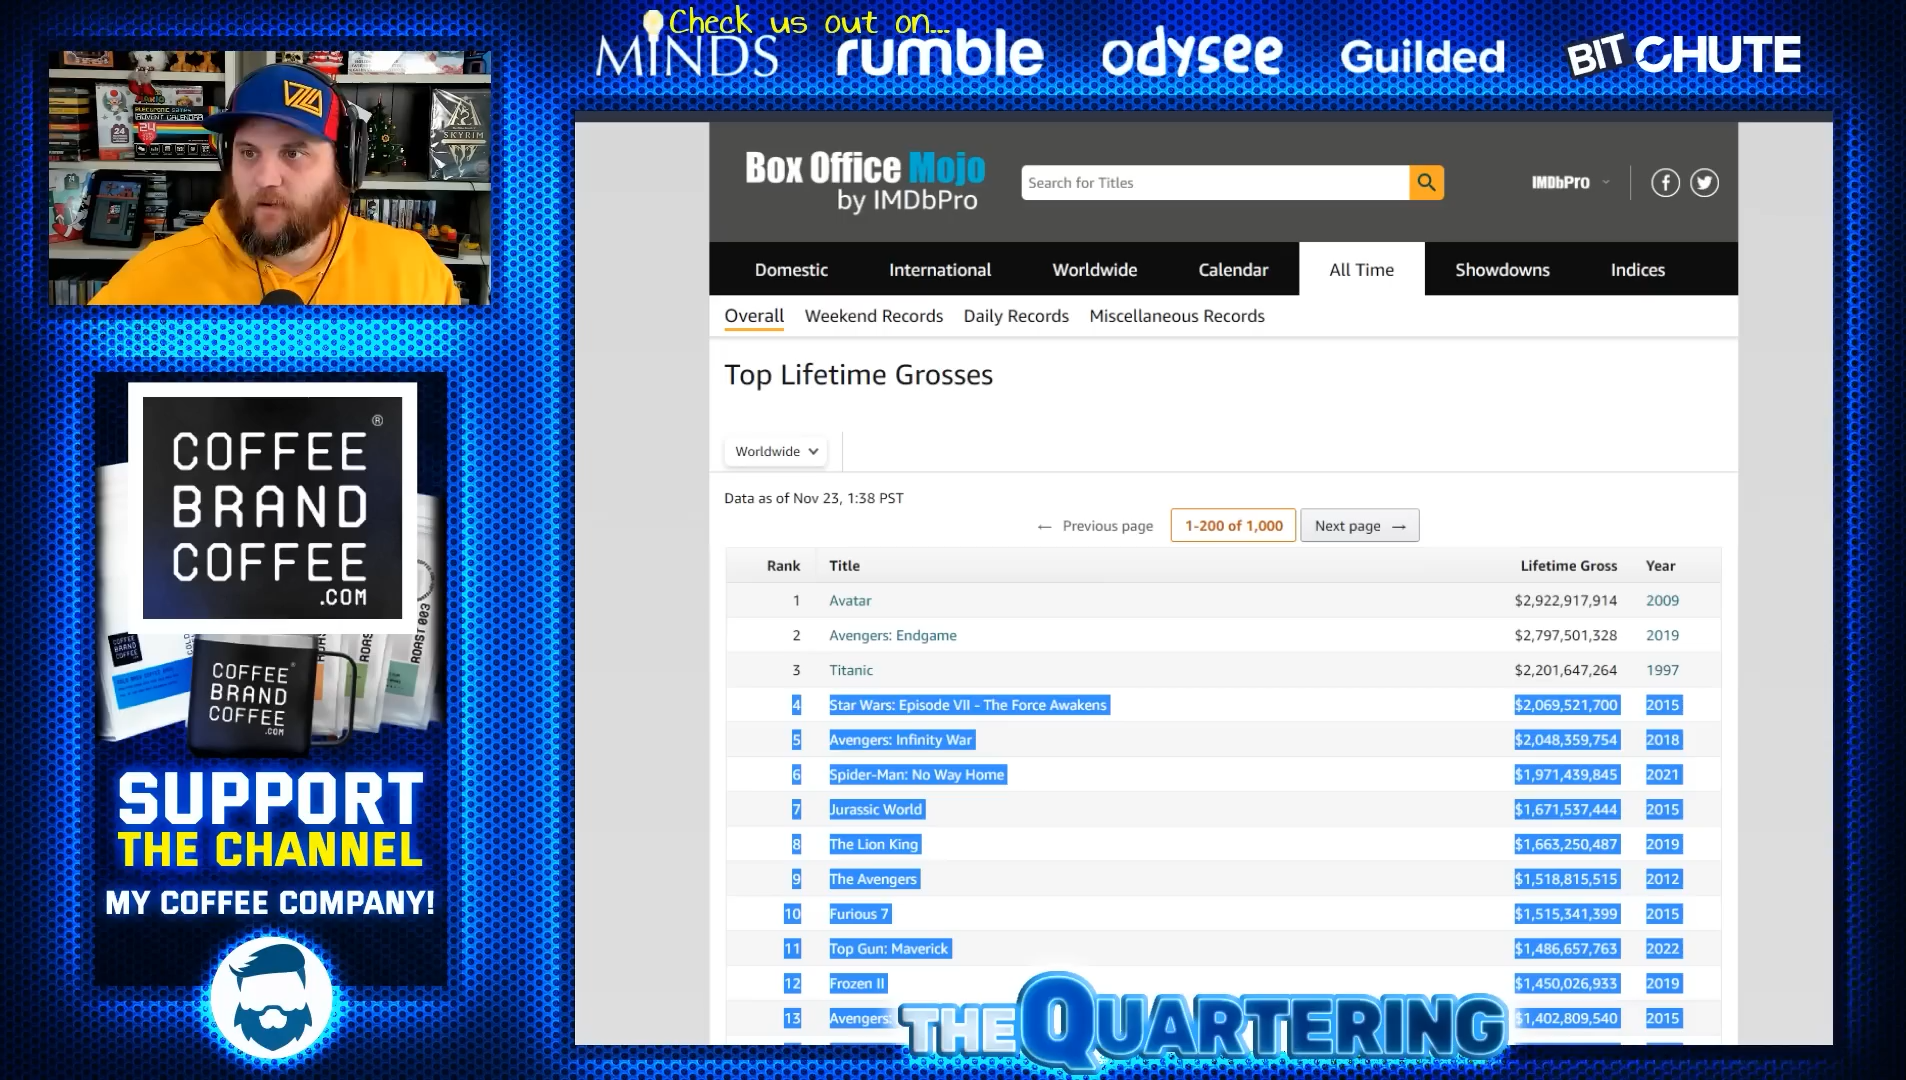 Check us out on...
MINDS rumble odysee Guilded BITCHUTE
SKYRIM
Box Office Mojo
by IMDbPro
Search for Titles
IMDbPro
Domestic International Worldwide Calendar All Time Showdowns Indices
Overall Weekend Records Daily Records Miscellaneous Records
Top Lifetime Grosses
Worldwide
Data as of Nov 23, 1:38 PST
← Previous page 1-200 of 1,000 Next page →
Rank Title Lifetime Gross Year
1 Avatar $2,922,917,914 2009
2 Avengers: Endgame $2,797,501,328 2019
3 Titanic $2,201,647,264 1997
4 Star Wars: Episode VII - The Force Awakens $2,069,521,700 2015
5 Avengers: Infinity War $2,048,359,754 2018
6 Spider-Man: No Way Home $1,971,439,845 2021
7 Jurassic World $1,671,537,444 2015
8 The Lion King $1,663,250,487 2019
9 The Avengers $1,518,815,515 2012
10 Furious 7 $1,515,341,399 2015
11 Top Gun: Maverick $1,486,657,763 2022
12 Frozen II $1,450,026,933 2019
13 Avengers: $1,402,809,540 2015
THE QUARTERING
COFFEE ®
BRAND
COFFEE
.COM
ROAST 003
COFFEE ®
BRAND
COFFEE
.COM
SUPPORT
THE CHANNEL
MY COFFEE COMPANY!